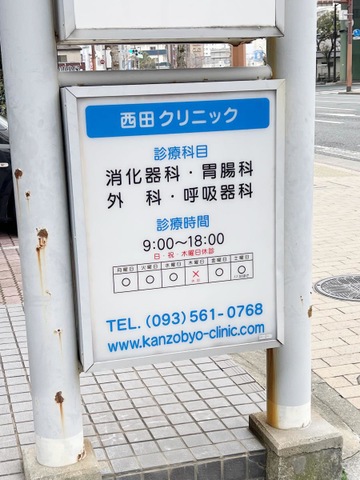 西田クリニック
診療科目
消化器科・胃腸科
外 科・呼吸器科
診療時間
9:00～18:00
日・祝・木曜日休診
月曜日 火曜日 水曜日 木曜日 金曜日 土曜日
○ ○ ○ × ○ ○
TEL. (093) 561-0768
www.kanzobyo-clinic.com